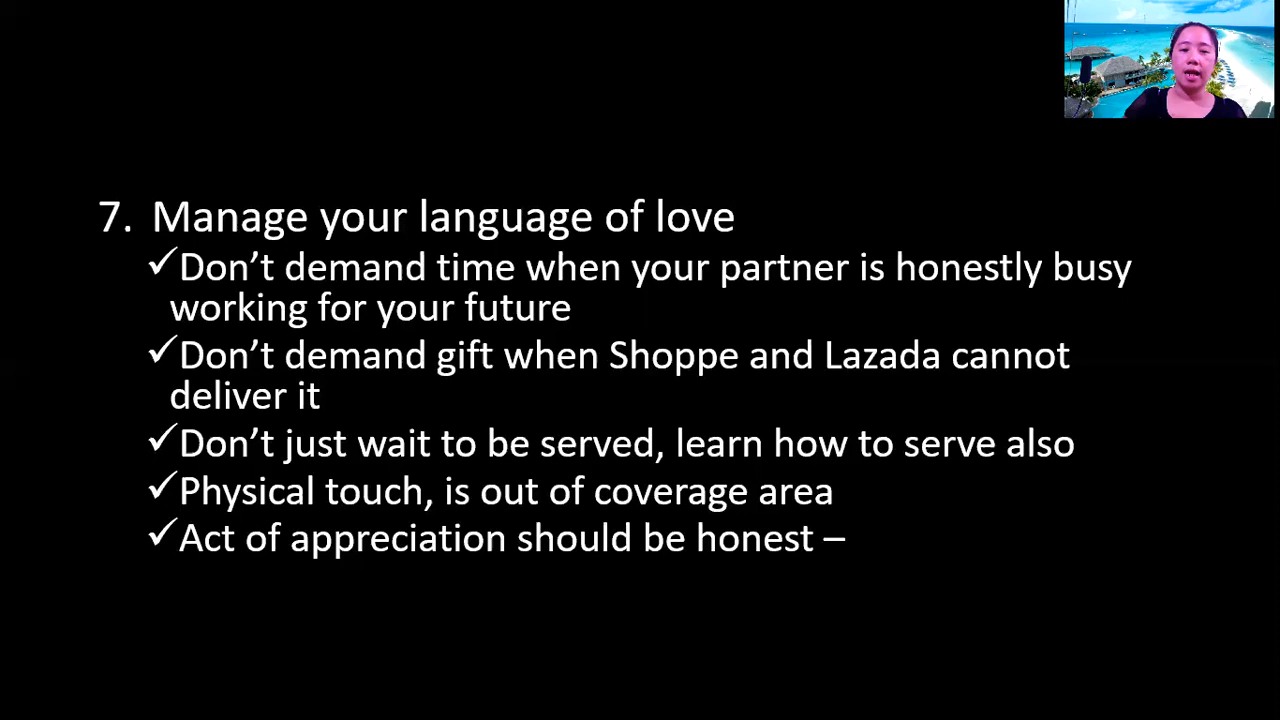 7. Manage your language of love
✓Don’t demand time when your partner is honestly busy
working for your future
✓Don’t demand gift when Shoppe and Lazada cannot
deliver it
✓Don’t just wait to be served, learn how to serve also
✓Physical touch, is out of coverage area
✓Act of appreciation should be honest –